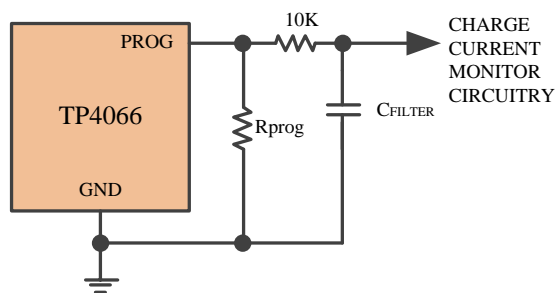 10K
PROG
CHARGE
CURRENT
MONITOR
CIRCUITRY
TP4066
Rprog
CFILTER
GND